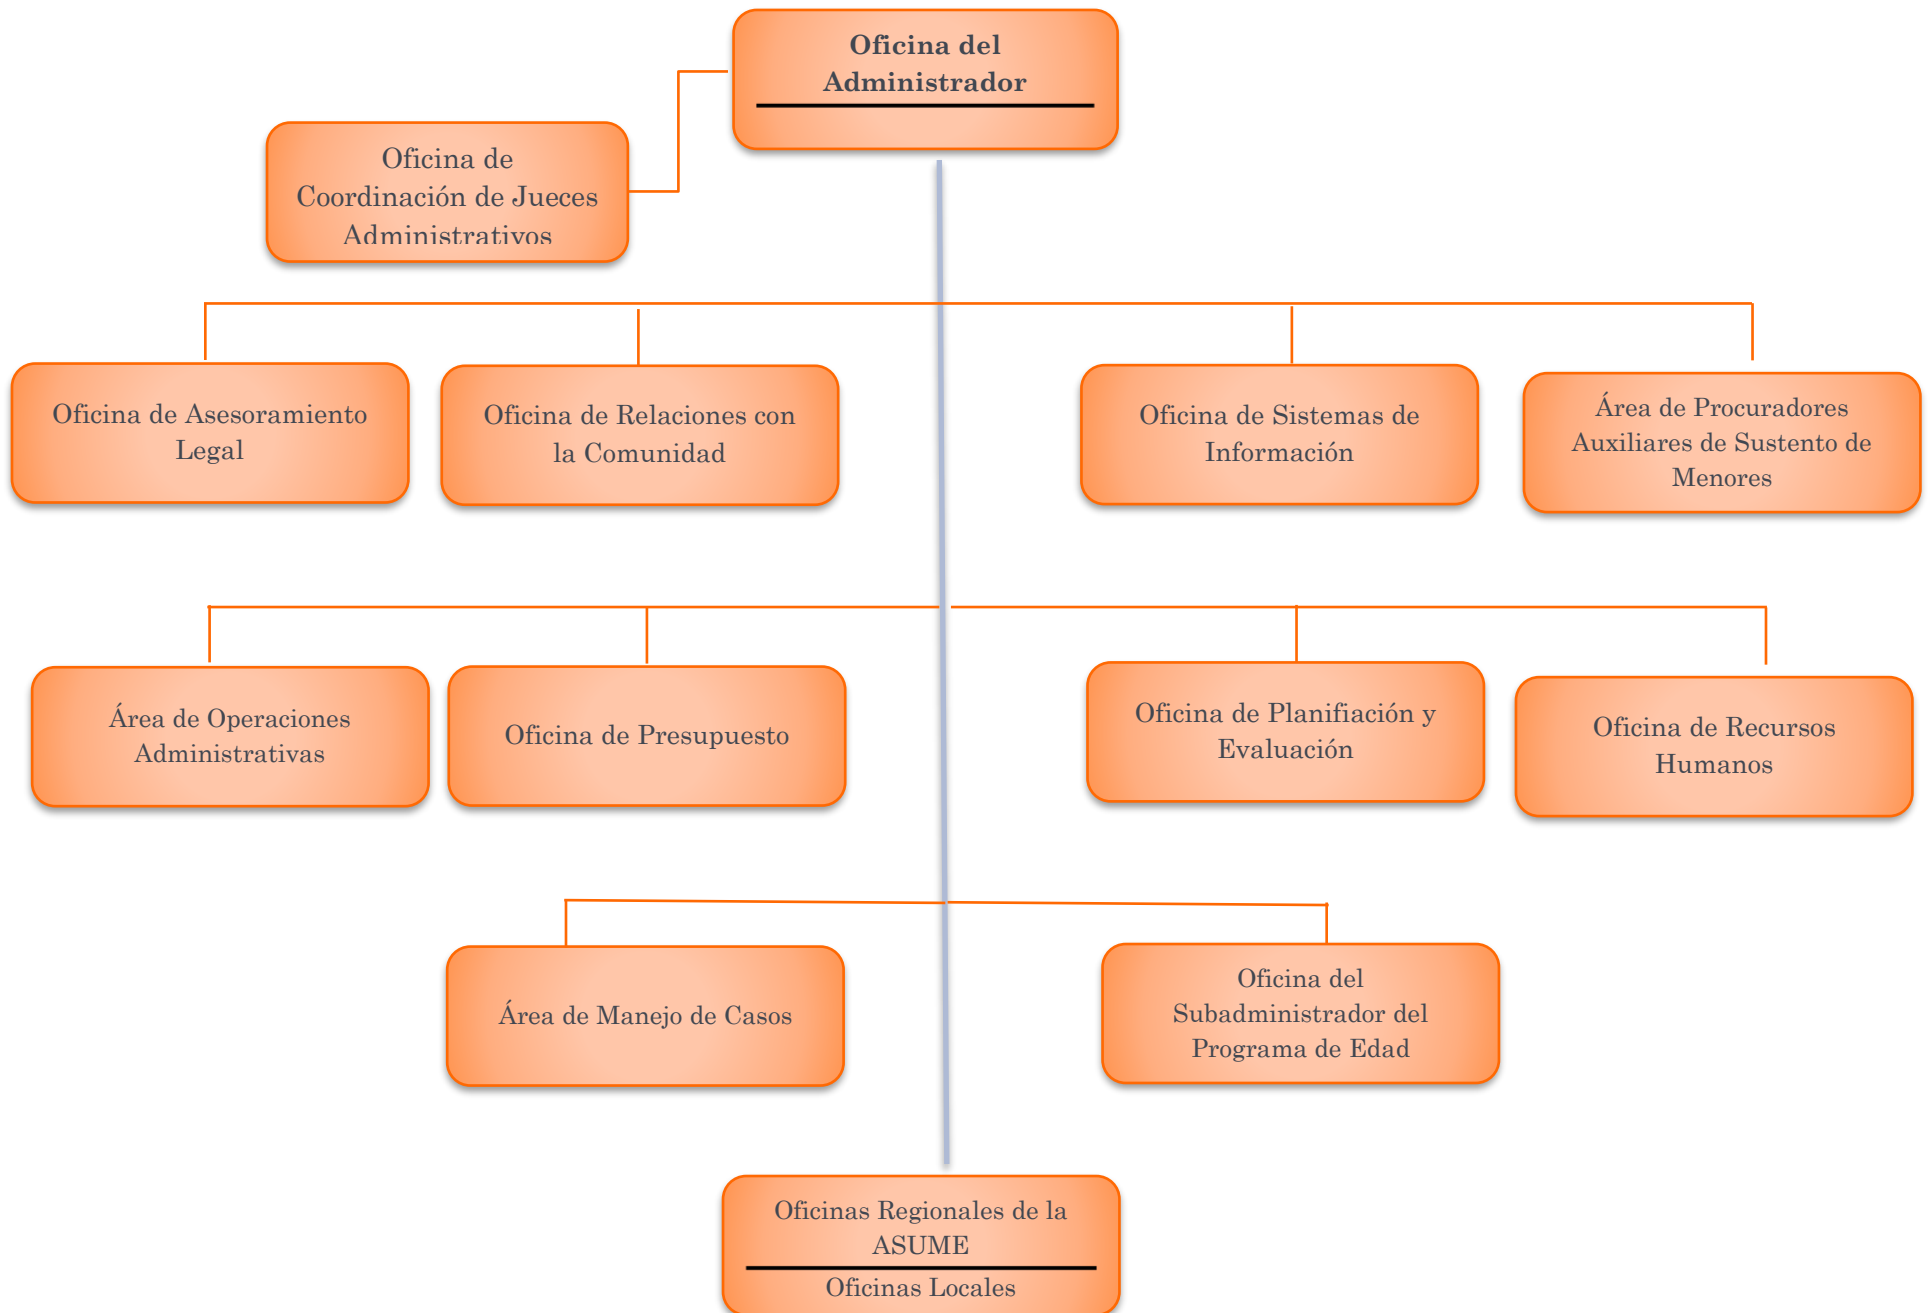 Oficina del
Administrador
Oficina de
Coordinación de Jueces
Administrativos
Oficina de Asesoramiento
Legal
Oficina de Relaciones con
la Comunidad
Oficina de Sistemas de
Información
Área de Procuradores
Auxiliares de Sustento de
Menores
Área de Operaciones
Administrativas
Oficina de Presupuesto
Oficina de Planifiación y
Evaluación
Oficina de Recursos
Humanos
Área de Manejo de Casos
Oficina del
Subadministrador del
Programa de Edad
Oficinas Regionales de la
ASUME
Oficinas Locales